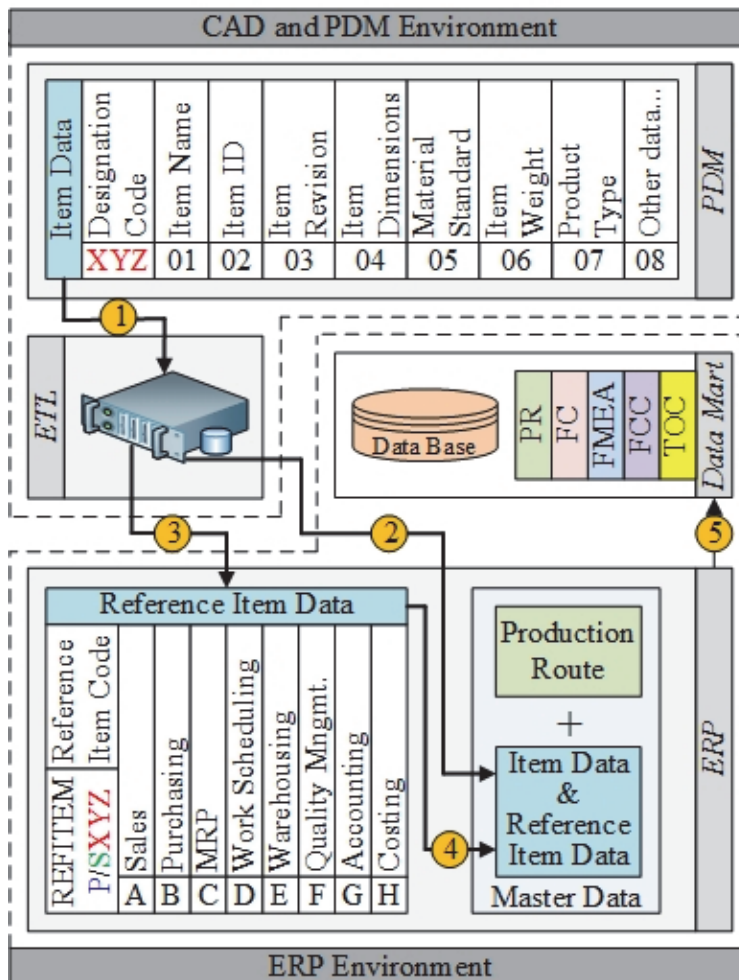 CAD and PDM Environment
Item Data
Designation
Code
XYZ
Item Name
01
Item ID
02
Item
Revision
03
Item
Dimensions
04
Material
Standard
05
Item
Weight
06
Product
Type
07
Other data...
08
PDM
1
ETL
Data Base
PR
FC
FMEA
FCC
TOC
Data Mart
3
2
5
Reference Item Data
REFITEM
Reference
Item Code
P/SXYZ
Sales
A
Purchasing
B
MRP
C
Work Scheduling
D
Warehousing
E
Quality Mngmt.
F
Accounting
G
Costing
H
4
Production
Route
+
Item Data
&
Reference
Item Data
Master Data
ERP
ERP Environment